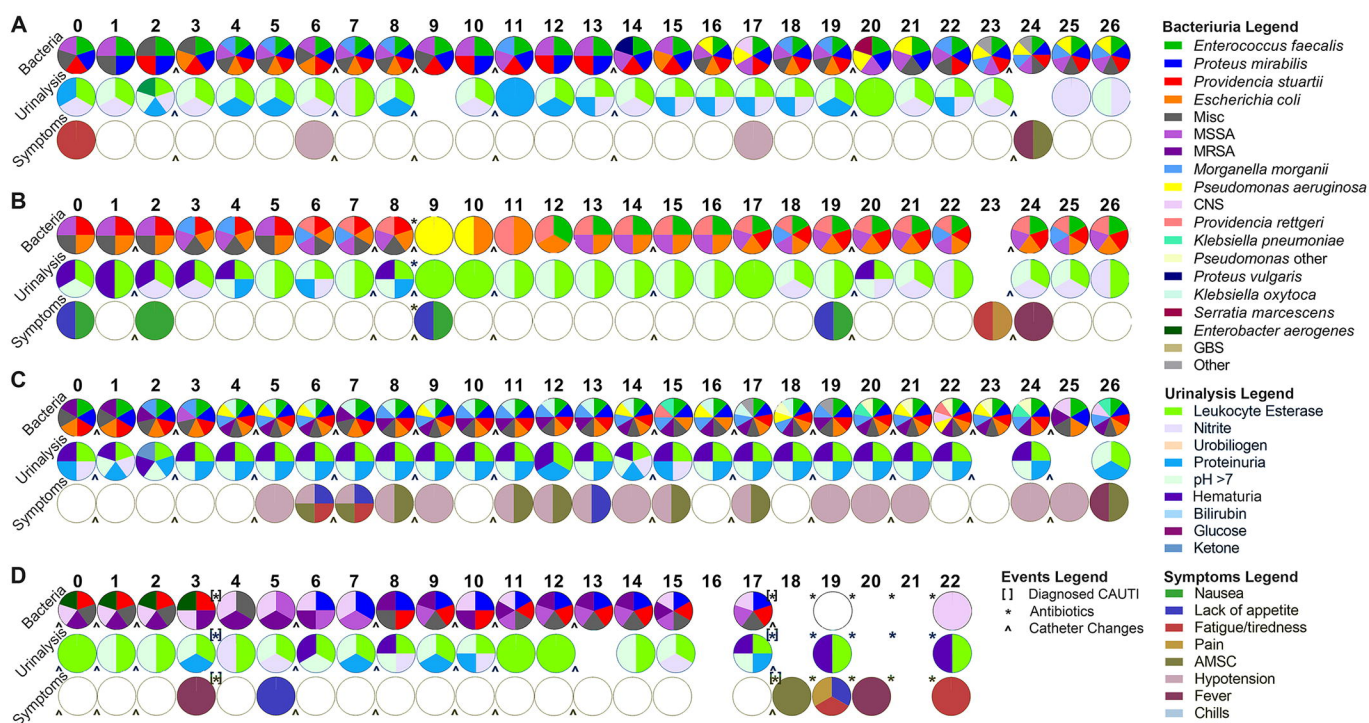 A
0 1 2 3 4 5 6 7 8 9 10 11 12 13 14 15 16 17 18 19 20 21 22 23 24 25 26
Bacteria
^ ^ ^ ^ ^ ^ ^
Urinalysis
^ ^ ^ ^ ^ ^ ^
Symptoms
^ ^ ^ ^ ^ ^ ^
B
0 1 2 3 4 5 6 7 8 9 10 11 12 13 14 15 16 17 18 19 20 21 22 23 24 25 26
Bacteria
*
^ ^ ^ ^ ^ ^ ^
Urinalysis
*
^ ^ ^ ^ ^ ^ ^
Symptoms
*
^ ^ ^ ^ ^ ^ ^
C
0 1 2 3 4 5 6 7 8 9 10 11 12 13 14 15 16 17 18 19 20 21 22 23 24 25 26
Bacteria
Urinalysis
Symptoms
D
0 1 2 3 4 5 6 7 8 9 10 11 12 13 14 15 16 17 18 19 20 21 22
Bacteria
[*] [*] * * * *
Urinalysis
[*] [*] * * * *
Symptoms
[*] [*] * * * *
Events Legend
[ ] Diagnosed CAUTI
* Antibiotics
^ Catheter Changes
Bacteriuria Legend
Enterococcus faecalis
Proteus mirabilis
Providencia stuartii
Escherichia coli
Misc
MSSA
MRSA
Morganella morganii
Pseudomonas aeruginosa
CNS
Providencia rettgeri
Klebsiella pneumoniae
Pseudomonas other
Proteus vulgaris
Klebsiella oxytoca
Serratia marcescens
Enterobacter aerogenes
GBS
Other
Urinalysis Legend
Leukocyte Esterase
Nitrite
Urobiliogen
Proteinuria
pH >7
Hematuria
Bilirubin
Glucose
Ketone
Symptoms Legend
Nausea
Lack of appetite
Fatigue/tiredness
Pain
AMSC
Hypotension
Fever
Chills